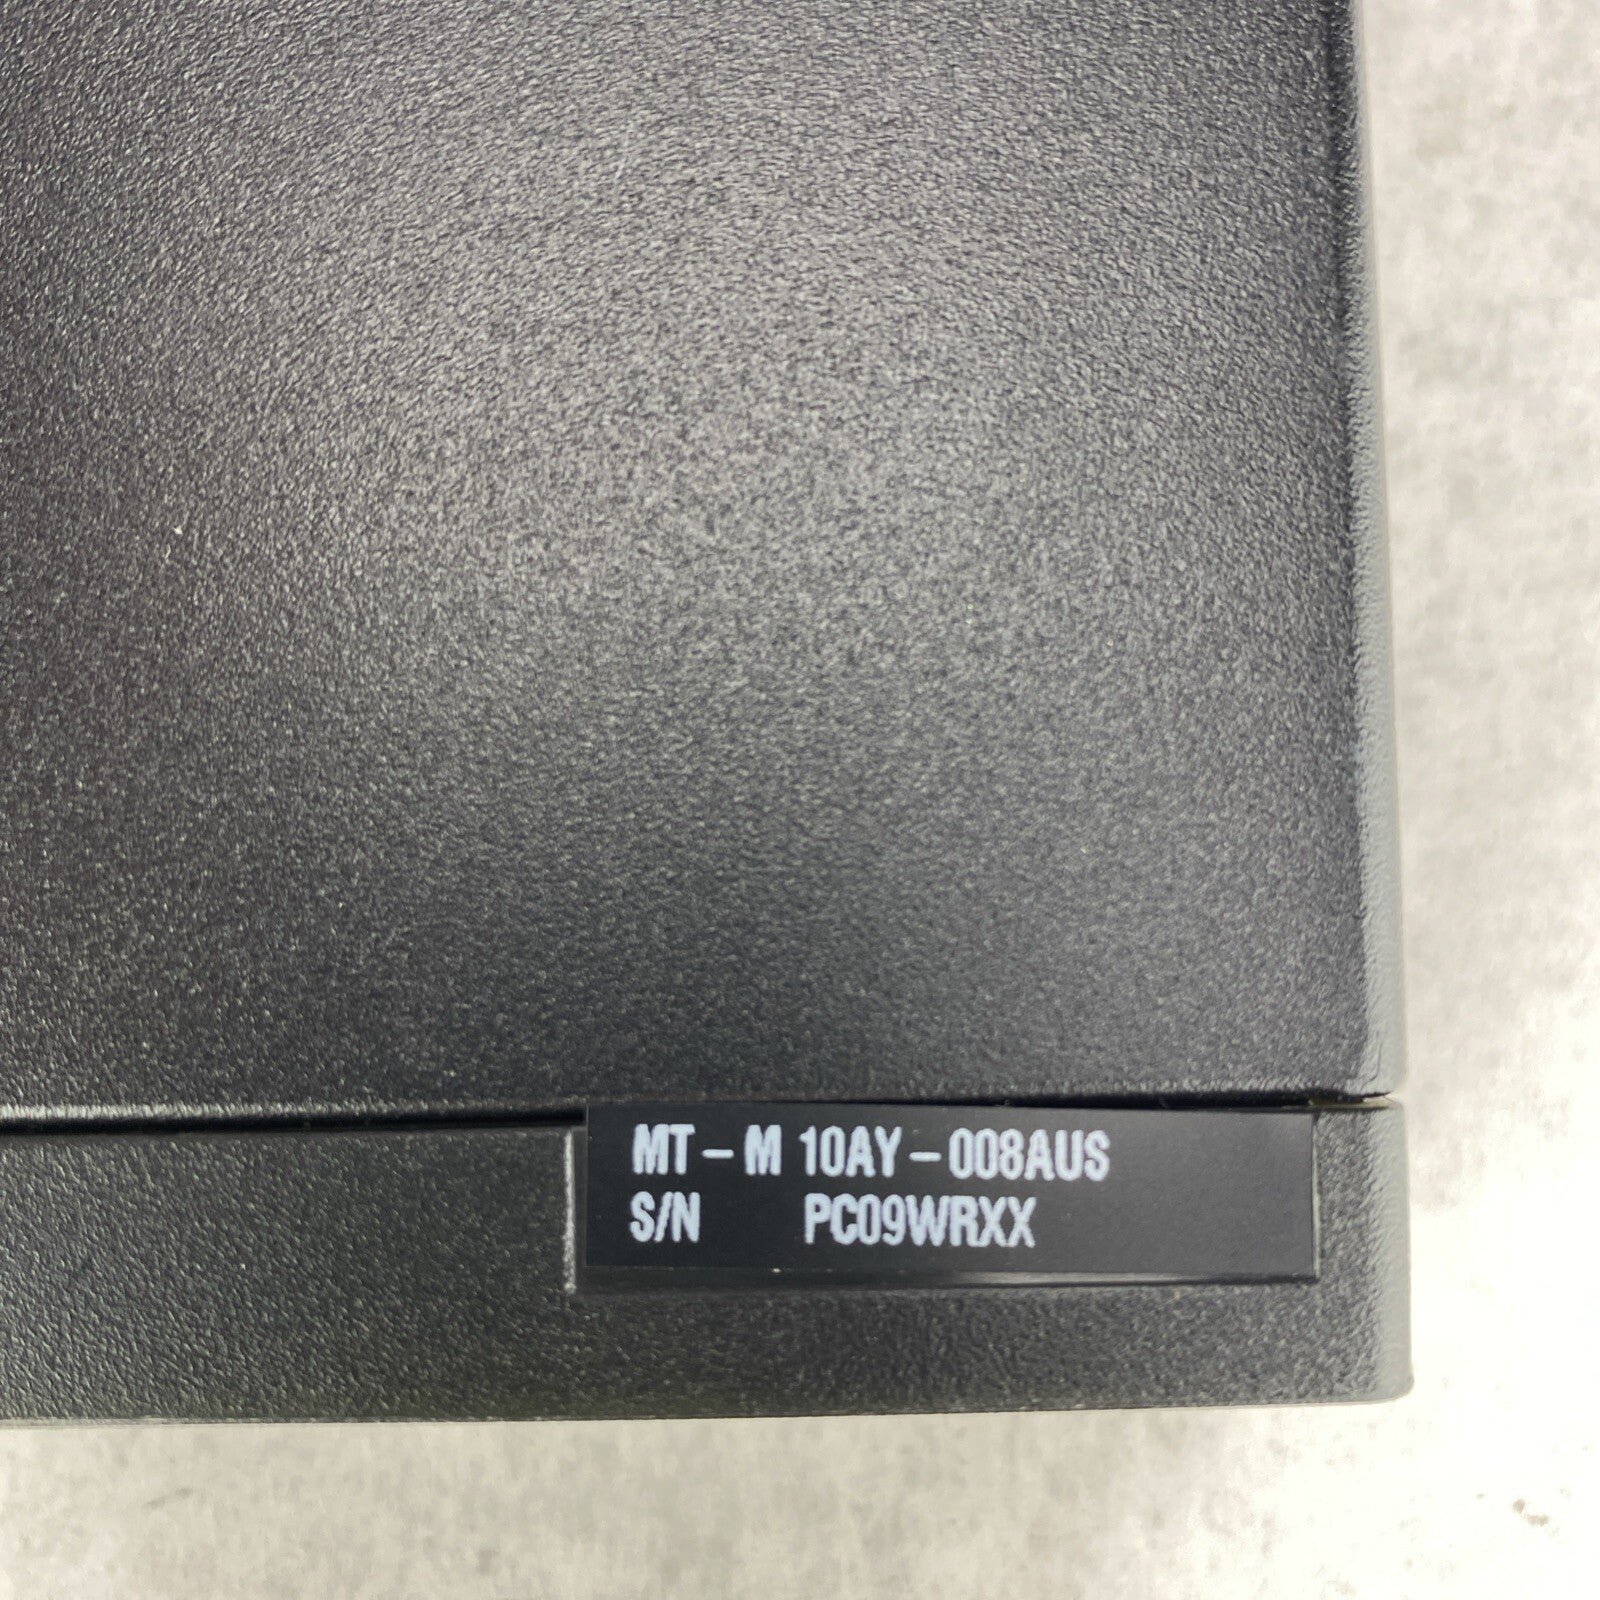 MT – M 10AY – 008AUS
S/N PC09WRXX